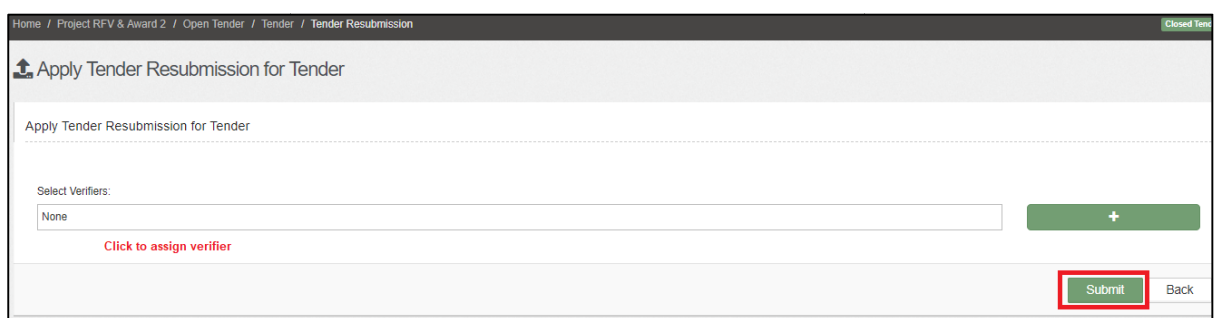 Home / Project RFV & Award 2 / Open Tender / Tender / Tender Resubmission
Closed
Apply Tender Resubmission for Tender
Apply Tender Resubmission for Tender
Select Verifiers:
None
+
Click to assign verifier
Submit Back